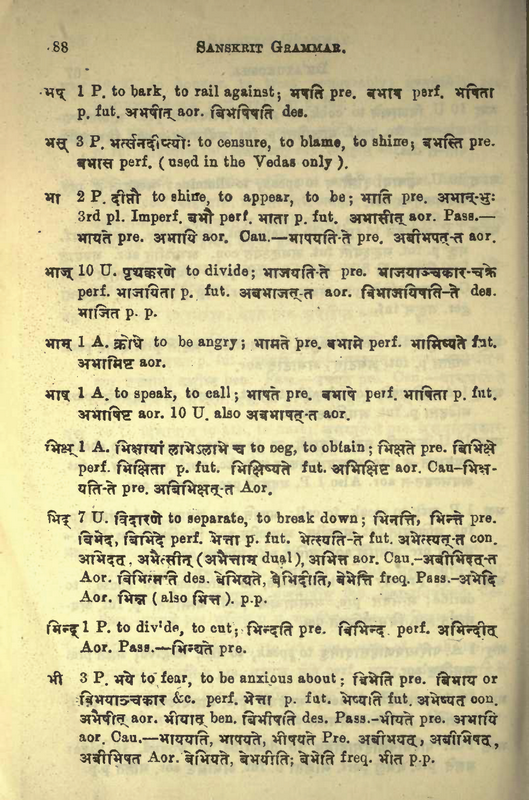 88 SANSKRIT GRAMMAR.
भष् 1 P. to bark, to rail against; भषति pre. बभाष perf. भषिता
p. fut. अभषीत् aor. बिभषिषति des.
भस् 3 P. भर्त्सनदीप्त्योः to censure, to blame, to shine; बभस्ति pre.
बभास perf. ( used in the Vedas only ).
भा 2 P. दीप्तौ to shine, to appear, to be; भाति pre. अभान्-भुः
3rd pl. Imperf. बभौ perf. भाता p. fut. अभासीत् aor. Pass.—
भायते pre. अभायि aor. Cau.—भापयति-ते pre. अबीभपत्-त aor.
भाज् 10 U. पृथक्करणे to divide; भाजयति-ते pre. भाजयाञ्चकार-चक्रे
perf. भाजयिता p. fut. अबभाजत्-त aor. बिभाजयिषति-ते des.
भाजित p. p.
भाम् 1 A. क्रोधे to be angry; भामते pre. बभामे perf. भामिष्यते fut.
अभामिष्ट aor.
भाष् 1 A. to speak, to call; भाषते pre. बभाषे perf. भाषिता p. fut.
अभाषिष्ट aor. 10 U. also अबभाषत्-त aor.
भिक्ष् 1 A. भिक्षायां लाभेऽलाभे च to beg, to obtain; भिक्षते pre. बिभिक्षे
perf. भिक्षिता p. fut. भिक्षिष्यते fut. अभिक्षिष्ट aor. Cau-भिक्ष-
यति-ते pre. अबिभिक्षत्-त Aor.
भिद् 7 U. विदारणे to separate, to break down; भिनत्ति, भिन्ते pre.
बिभेद, बिभिदे perf. भेत्ता p. fut. भेत्स्यति-ते fut. अभेत्स्यत्-त con.
अभिदत्, अभैत्सीत् (अभैत्ताम् dual), अभित्त aor. Cau.-अबीभिदत्-त
Aor. बिभित्सति des. बेभिद्यते, बेभिदीति, बेभेत्ति freq. Pass.-अभेदि
Aor. भिन्न ( also भित्त ). p.p.
भिन्द् 1 P. to divide, to cut; भिन्दति pre. बिभिन्द perf. अभिन्दीत्
Aor. Pass.—भिन्द्यते pre.
भी 3 P. भये to fear, to be anxious about; बिभेति pre. बिभाय or
बिभयाञ्चकार &c. perf. भेत्ता p. fut. भेष्यति fut. अभेष्यत con.
अभैषीत् aor. भीयात् ben. बिभीषति des. Pass.-भीयते pre. अभायि
aor. Cau.—भाययति, भापयते, भीषयते Pre. अबीभयत्, अबीभिषद्,
अबीभिषत Aor. बेभियते, बेभयीति; बेभेति freq. भीत p.p.